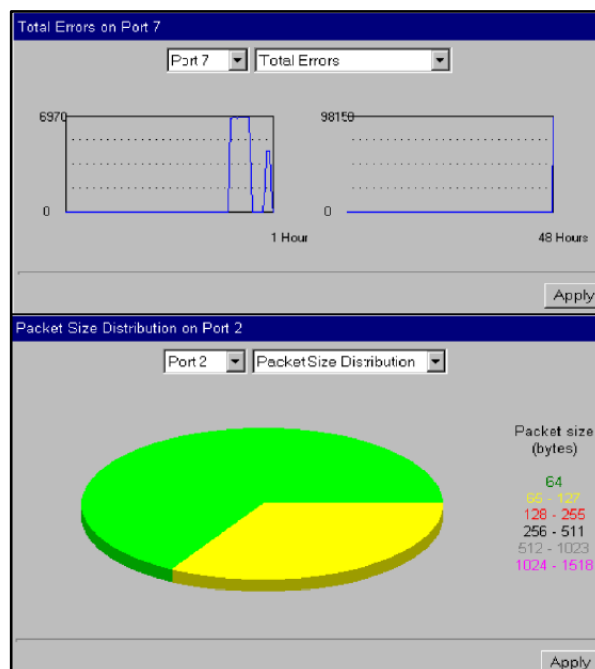 Total Errors on Port 7
Port 7 Total Errors
6970 98150
0 0
1 Hour 48 Hours
Apply
Packet Size Distribution on Port 2
Port 2 Packet Size Distribution
Packet size
(bytes)
64
65 - 127
128 - 255
256 - 511
512 - 1023
1024 - 1518
Apply